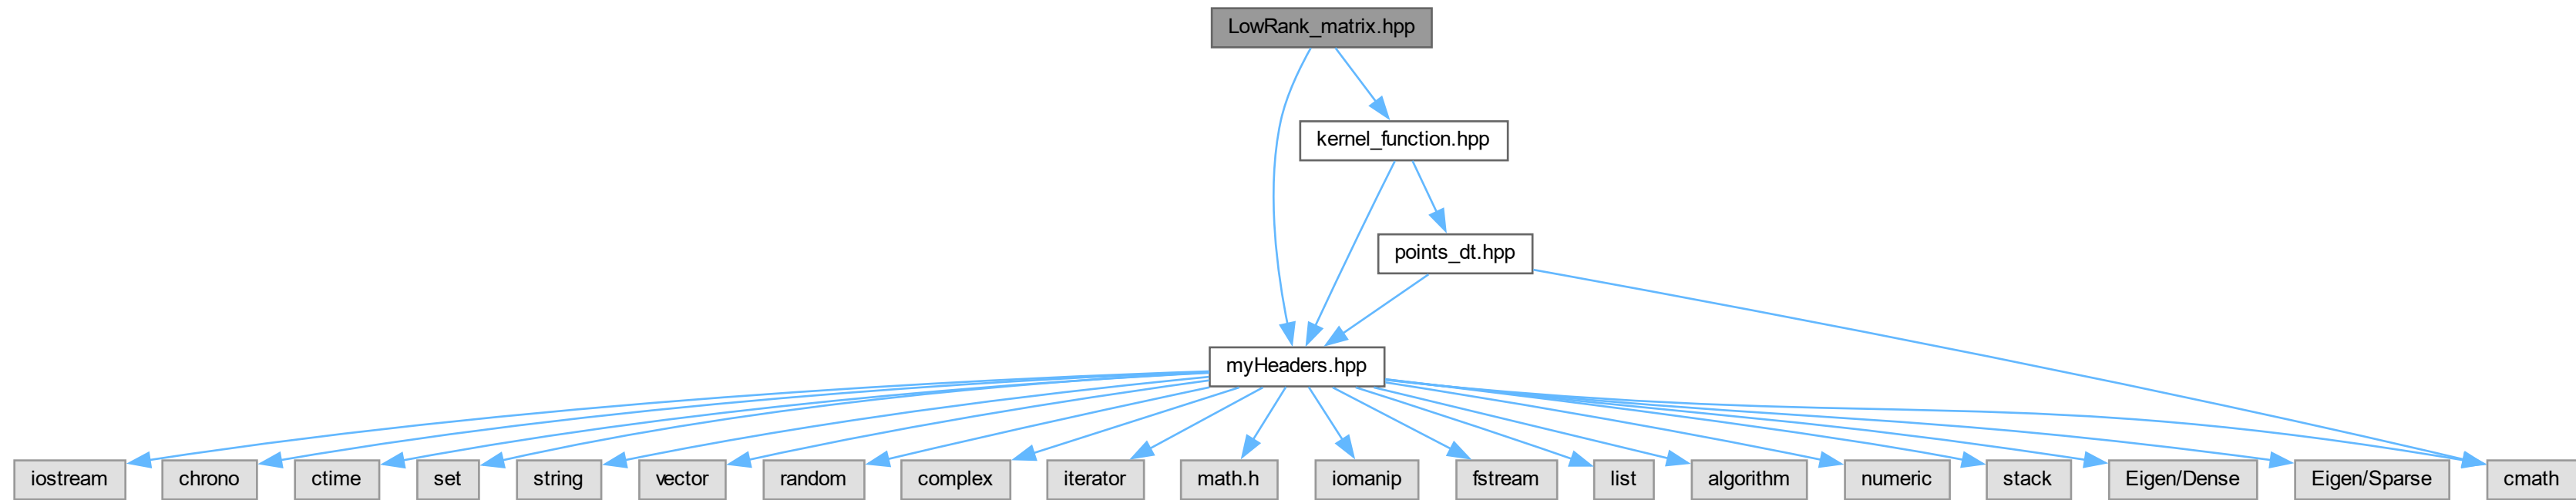 LowRank_matrix.hpp
kernel_function.hpp
points_dt.hpp
myHeaders.hpp
iostream
chrono
ctime
set
string
vector
random
complex
iterator
math.h
iomanip
fstream
list
algorithm
numeric
stack
Eigen/Dense
Eigen/Sparse
cmath